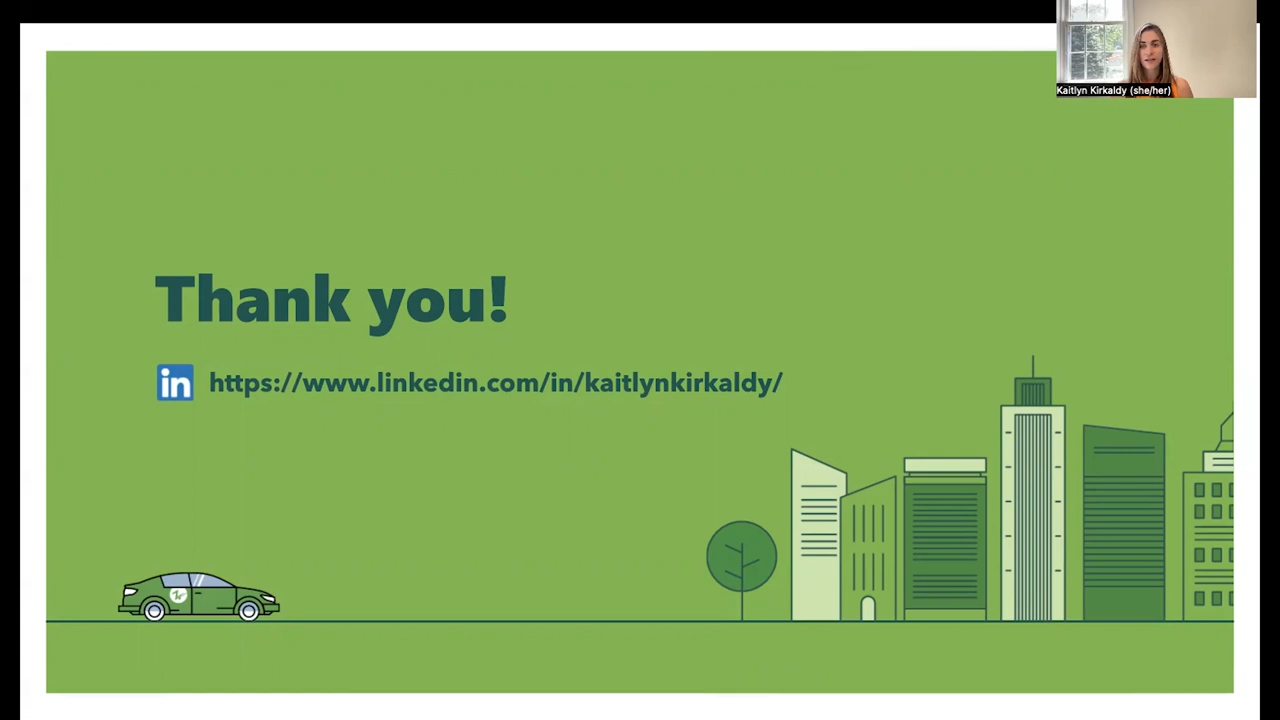 Kaitlyn Kirkaldy (she/her)
Thank you!
in https://www.linkedin.com/in/kaitlynkirkaldy/